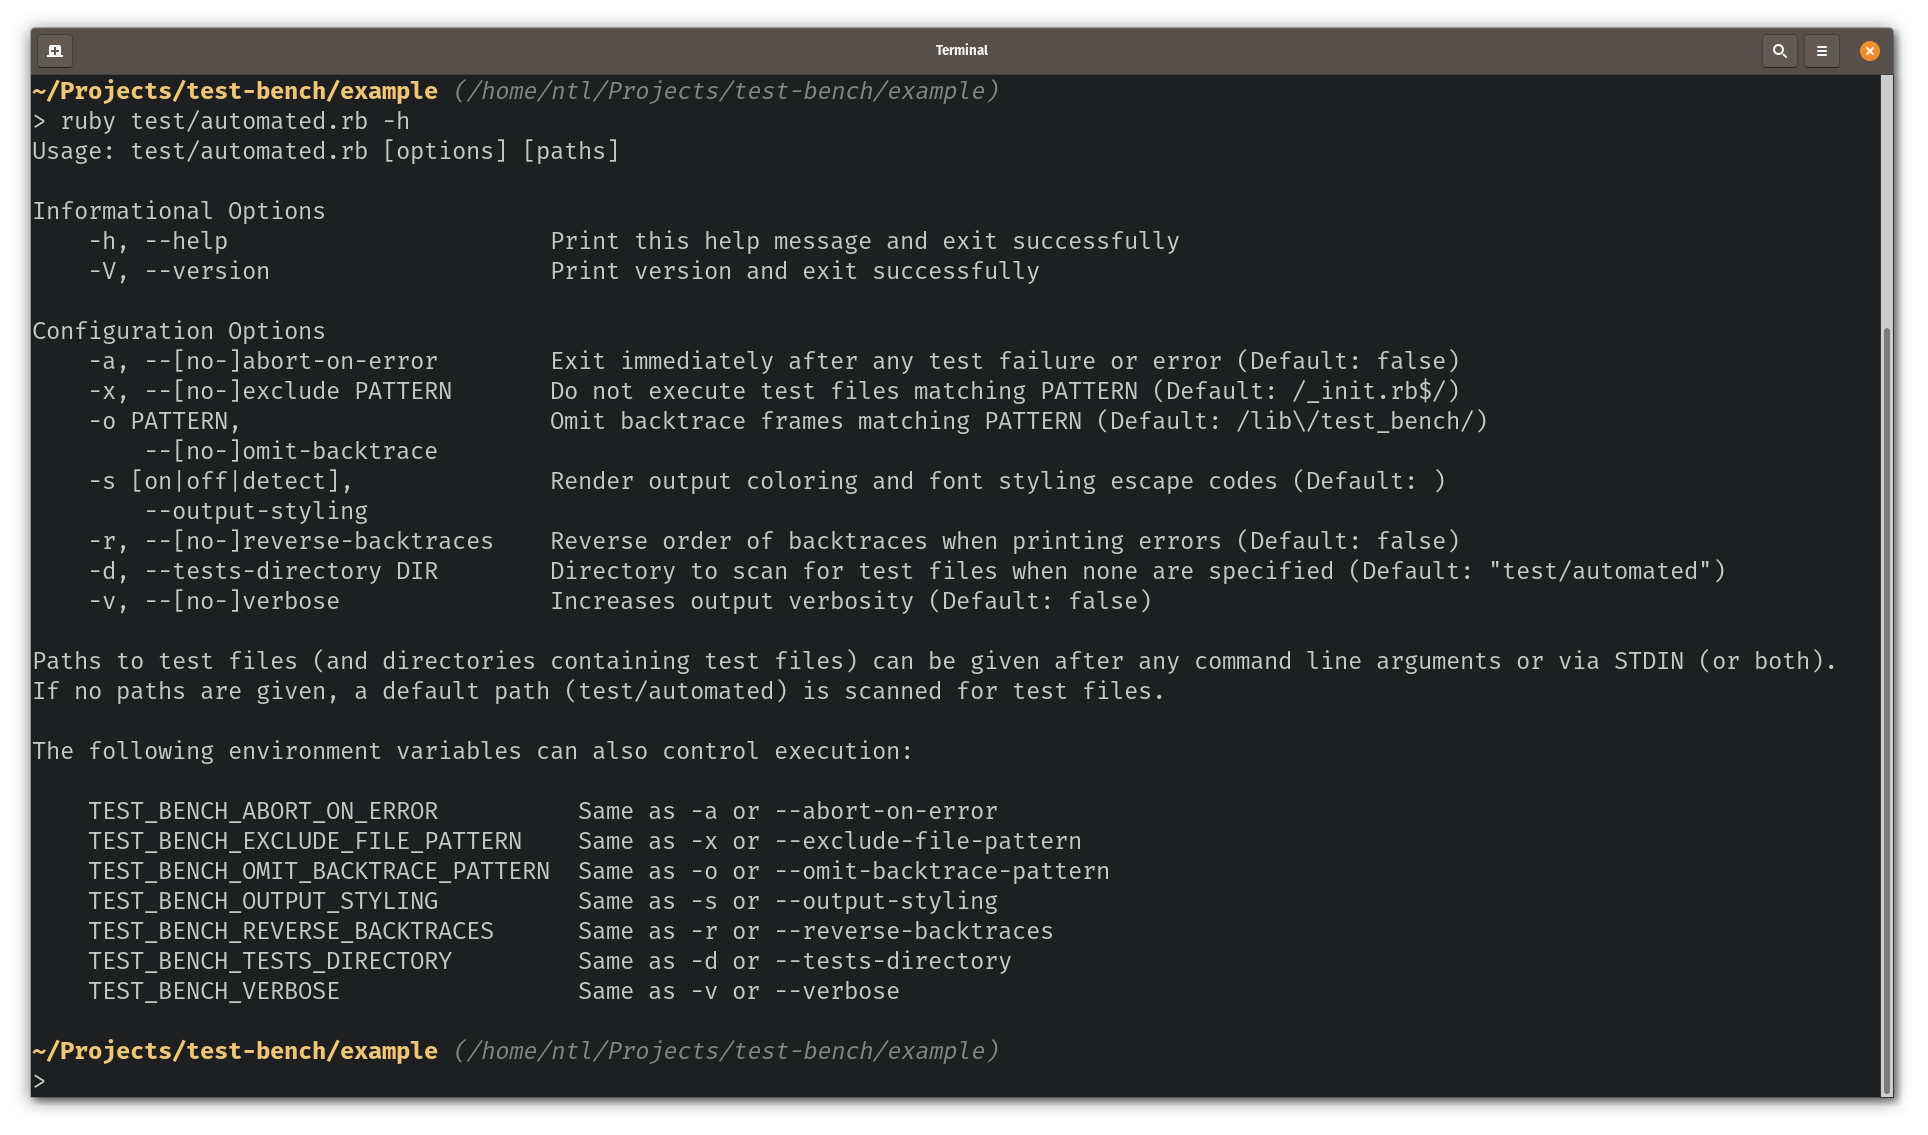 Terminal
~/Projects/test-bench/example (/home/ntl/Projects/test-bench/example)
> ruby test/automated.rb -h
Usage: test/automated.rb [options] [paths]

Informational Options
    -h, --help                       Print this help message and exit successfully
    -V, --version                    Print version and exit successfully

Configuration Options
    -a, --[no-]abort-on-error        Exit immediately after any test failure or error (Default: false)
    -x, --[no-]exclude PATTERN       Do not execute test files matching PATTERN (Default: /_init.rb$/)
    -o PATTERN,                      Omit backtrace frames matching PATTERN (Default: /lib\/test_bench/)
        --[no-]omit-backtrace
    -s [on|off|detect],              Render output coloring and font styling escape codes (Default: )
        --output-styling
    -r, --[no-]reverse-backtraces    Reverse order of backtraces when printing errors (Default: false)
    -d, --tests-directory DIR        Directory to scan for test files when none are specified (Default: "test/automated")
    -v, --[no-]verbose               Increases output verbosity (Default: false)

Paths to test files (and directories containing test files) can be given after any command line arguments or via STDIN (or both).
If no paths are given, a default path (test/automated) is scanned for test files.

The following environment variables can also control execution:

    TEST_BENCH_ABORT_ON_ERROR          Same as -a or --abort-on-error
    TEST_BENCH_EXCLUDE_FILE_PATTERN    Same as -x or --exclude-file-pattern
    TEST_BENCH_OMIT_BACKTRACE_PATTERN  Same as -o or --omit-backtrace-pattern
    TEST_BENCH_OUTPUT_STYLING          Same as -s or --output-styling
    TEST_BENCH_REVERSE_BACKTRACES      Same as -r or --reverse-backtraces
    TEST_BENCH_TESTS_DIRECTORY         Same as -d or --tests-directory
    TEST_BENCH_VERBOSE                 Same as -v or --verbose

~/Projects/test-bench/example (/home/ntl/Projects/test-bench/example)
>